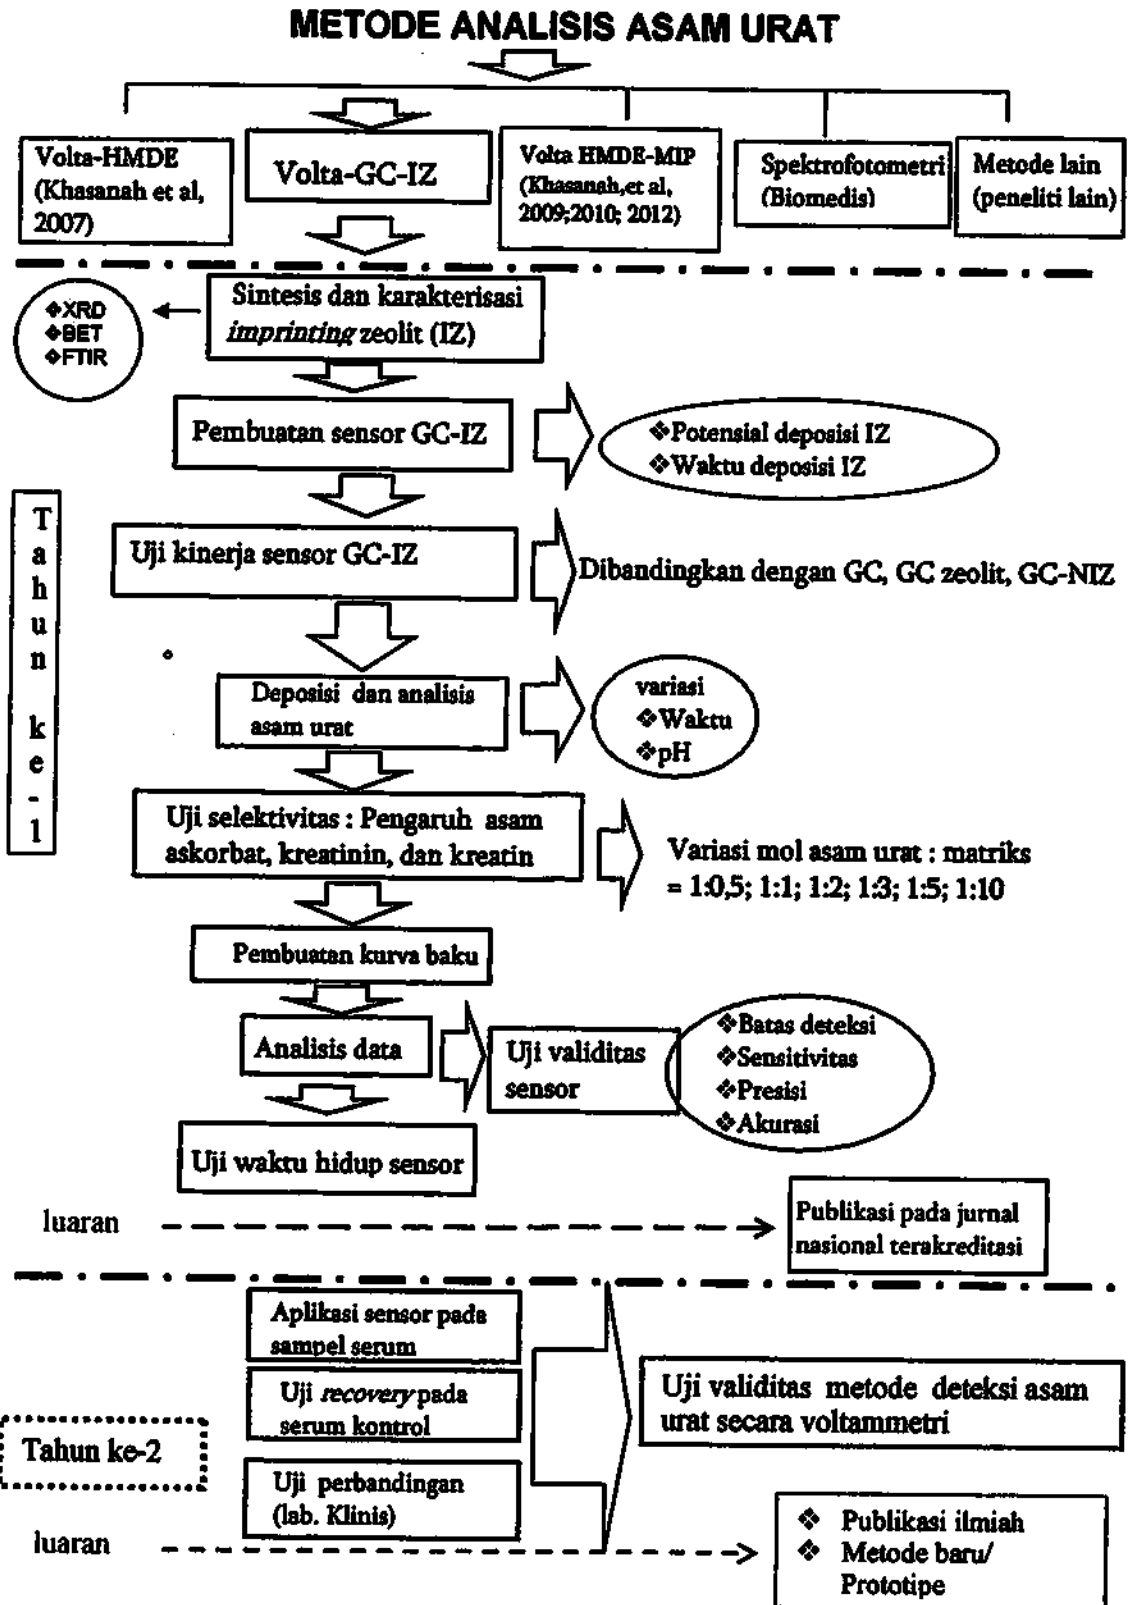 METODE ANALISIS ASAM URAT
Volta-HMDE
(Khasanah et al,
2007)
Volta-GC-IZ
Volta HMDE-MIP
(Khasanah,et al,
2009;2010; 2012)
Spektrofotometri
(Biomedis)
Metode lain
(peneliti lain)
❖XRD
❖BET
❖FTIR
Sintesis dan karakterisasi
imprinting zeolit (IZ)
Pembuatan sensor GC-IZ
❖Potensial deposisi IZ
❖Waktu deposisi IZ
Tahun ke-1
Uji kinerja sensor GC-IZ
Dibandingkan dengan GC, GC zeolit, GC-NIZ
Deposisi dan analisis
asam urat
variasi
❖Waktu
❖pH
Uji selektivitas : Pengaruh asam
askorbat, kreatinin, dan kreatin
Variasi mol asam urat : matriks
= 1:0,5; 1:1; 1:2; 1:3; 1:5; 1:10
Pembuatan kurva baku
Analisis data
Uji validitas
sensor
❖Batas deteksi
❖Sensitivitas
❖Presisi
❖Akurasi
Uji waktu hidup sensor
luaran
Publikasi pada jurnal
nasional terakreditasi
Aplikasi sensor pada
sampel serum
Uji recovery pada
serum kontrol
Uji perbandingan
(lab. Klinis)
Uji validitas metode deteksi asam
urat secara voltammetri
Tahun ke-2
luaran
❖ Publikasi ilmiah
❖ Metode baru/
Prototipe